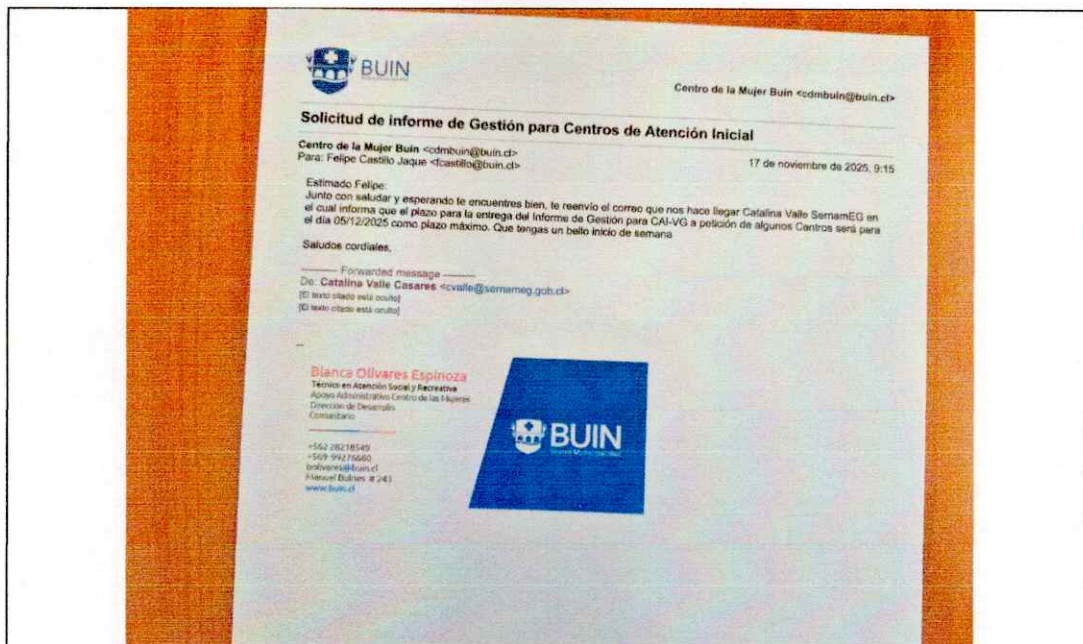 BUIN
Centro de la Mujer Buin <cdmbuin@buin.cl>
Solicitud de informe de Gestión para Centros de Atención Inicial
Centro de la Mujer Buin <cdmbuin@buin.cl>
17 de noviembre de 2025, 9:15
Para: Felipe Castillo Jaque <fcastillo@buin.cl>
Estimado Felipe:
Junto con saludar y esperando te encuentres bien, te reenvío el correo que nos hace llegar Catalina Valle SernamEG en
el cual informa que el plazo para la entrega del Informe de Gestión para CAI-VG a petición de algunos Centros será para
el día 05/12/2025 como plazo máximo. Que tengas un bello inicio de semana
Saludos cordiales,
---------- Forwarded message ----------
De: Catalina Valle Casares <cvalle@sernameg.gob.cl>
[El texto citado está oculto]
[El texto citado está oculto]
--
Blanca Olivares Espinoza
Técnico en Atención Social y Recreativa
Apoyo Administrativo Centro de las Mujeres
Dirección de Desarrollo
Comunitario
+562 28218549
+569 99276680
bolivares@buin.cl
Manuel Bulnes # 243
www.buin.cl
BUIN